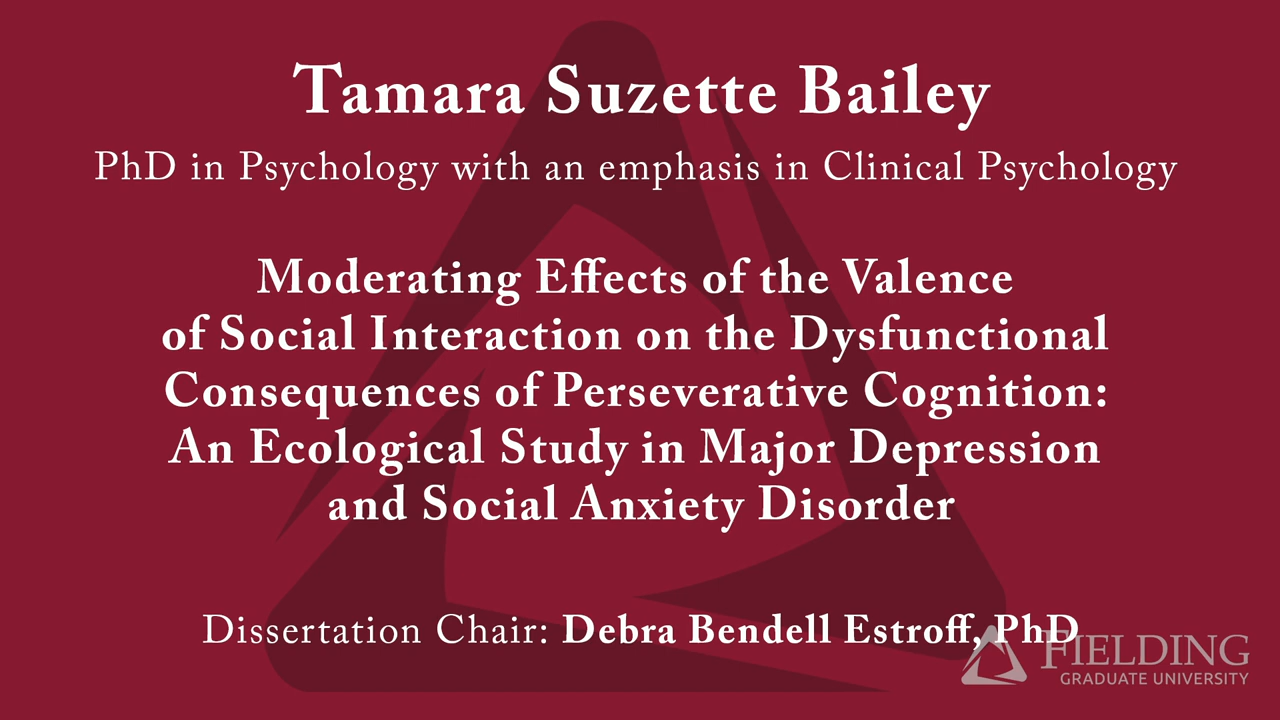 Tamara Suzette Bailey
PhD in Psychology with an emphasis in Clinical Psychology
Moderating Effects of the Valence
of Social Interaction on the Dysfunctional
Consequences of Perseverative Cognition:
An Ecological Study in Major Depression
and Social Anxiety Disorder
Dissertation Chair: Debra Bendell Estroff, PhD
FIELDING
GRADUATE UNIVERSITY